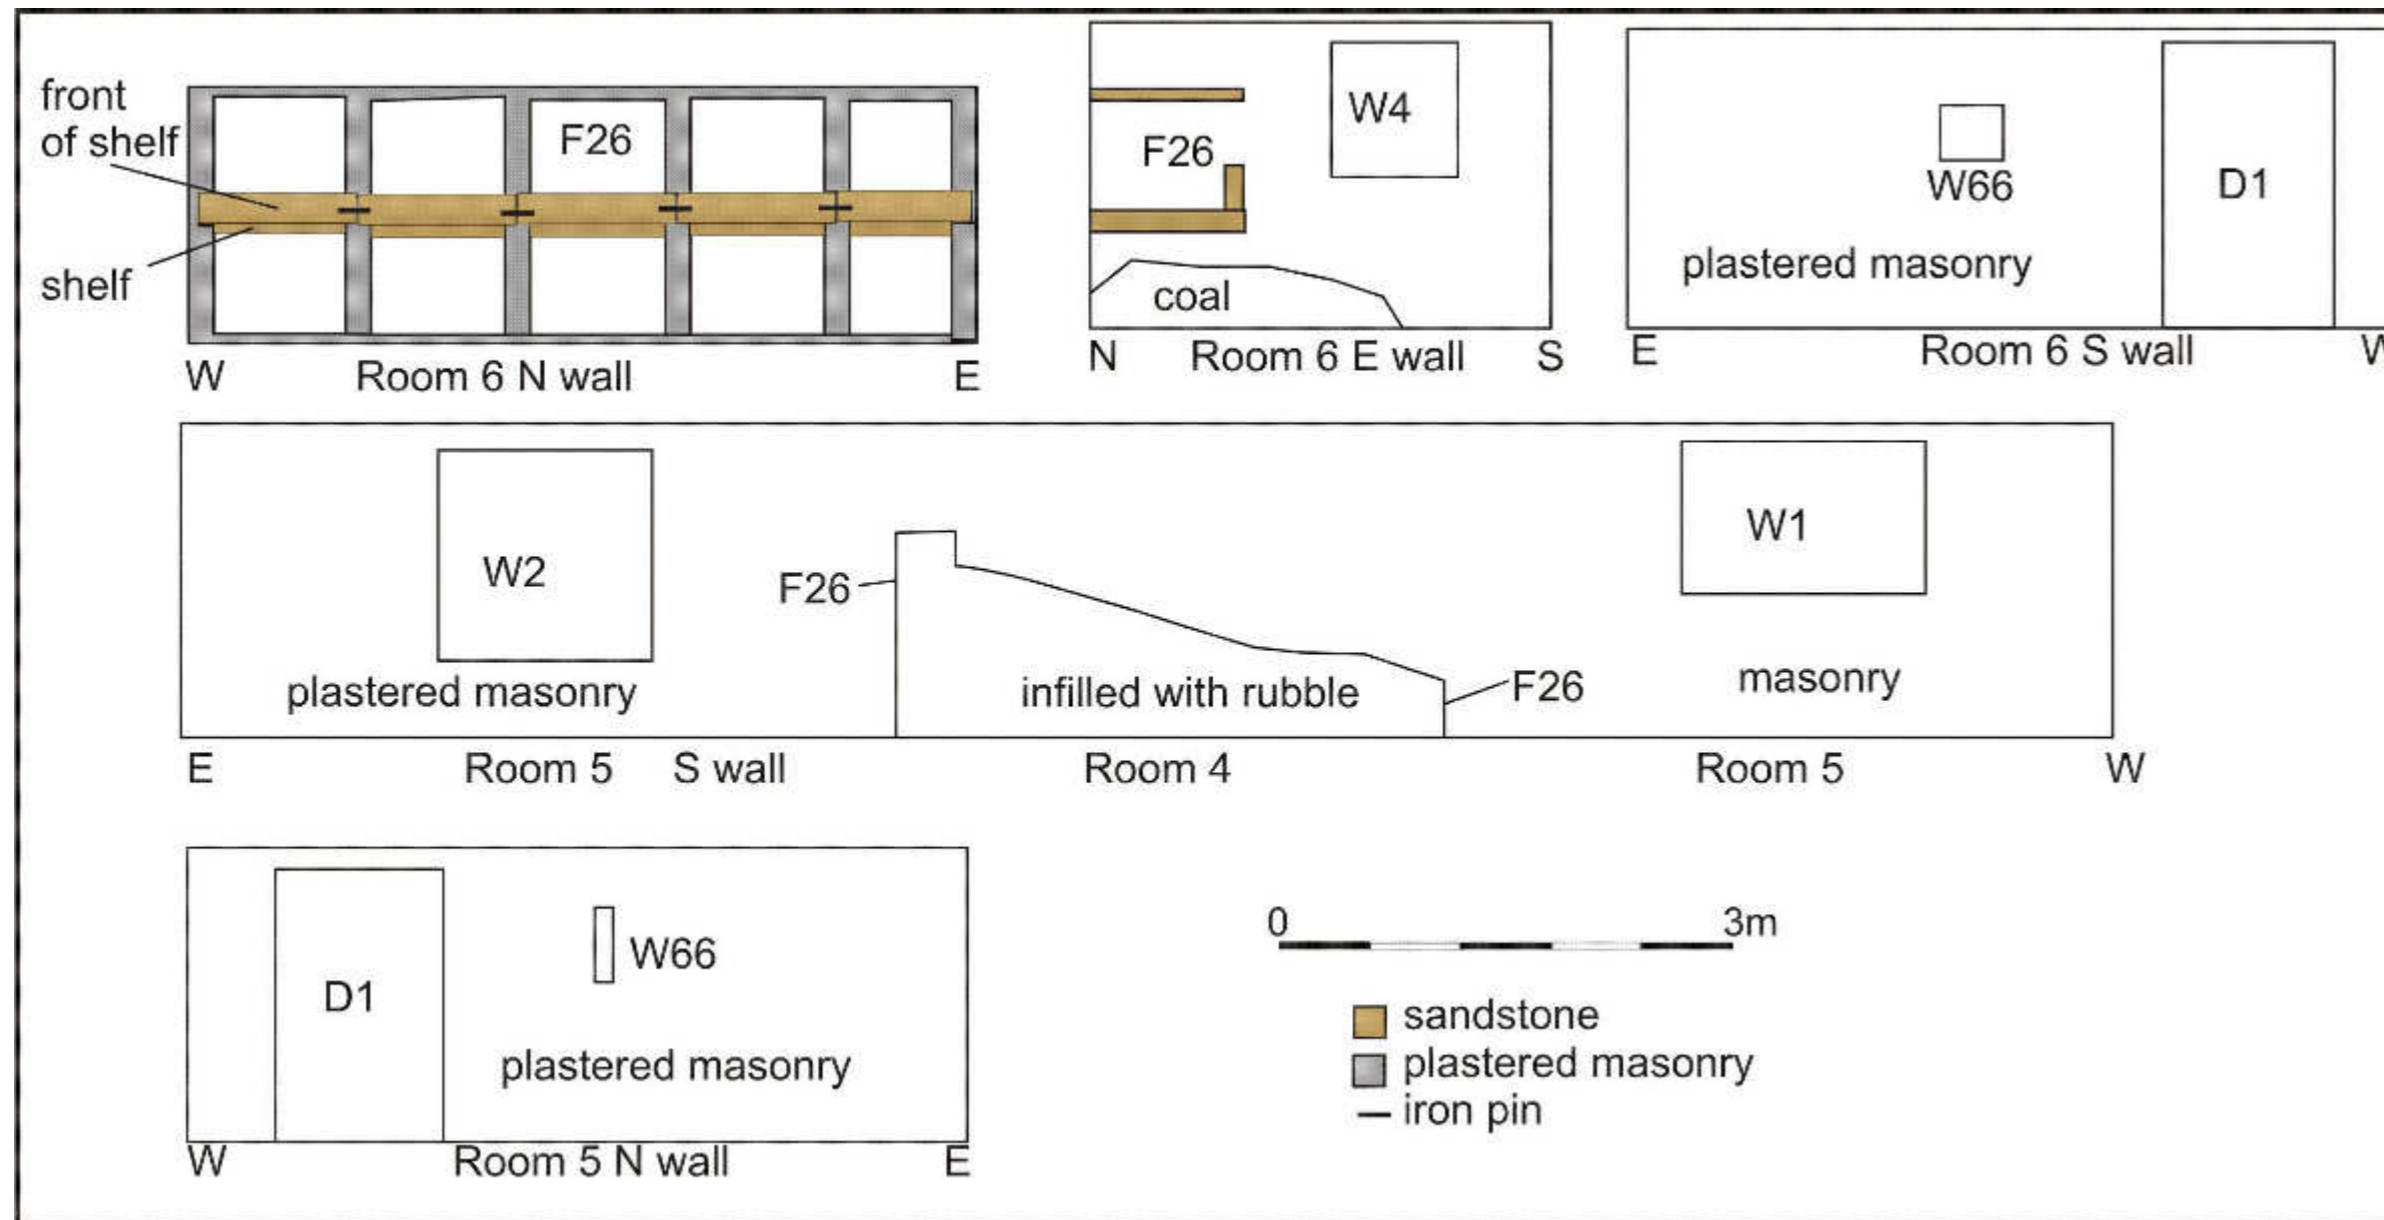 front
of shelf
F26
shelf
W
Room 6 N wall
E
W4
F26
coal
N
Room 6 E wall
S
W66
D1
plastered masonry
E
Room 6 S wall
W2
F26
W1
plastered masonry
infilled with rubble
F26
masonry
E
Room 5
S wall
Room 4
Room 5
W
D1
W66
plastered masonry
W
Room 5 N wall
E
0
3m
sandstone
plastered masonry
iron pin